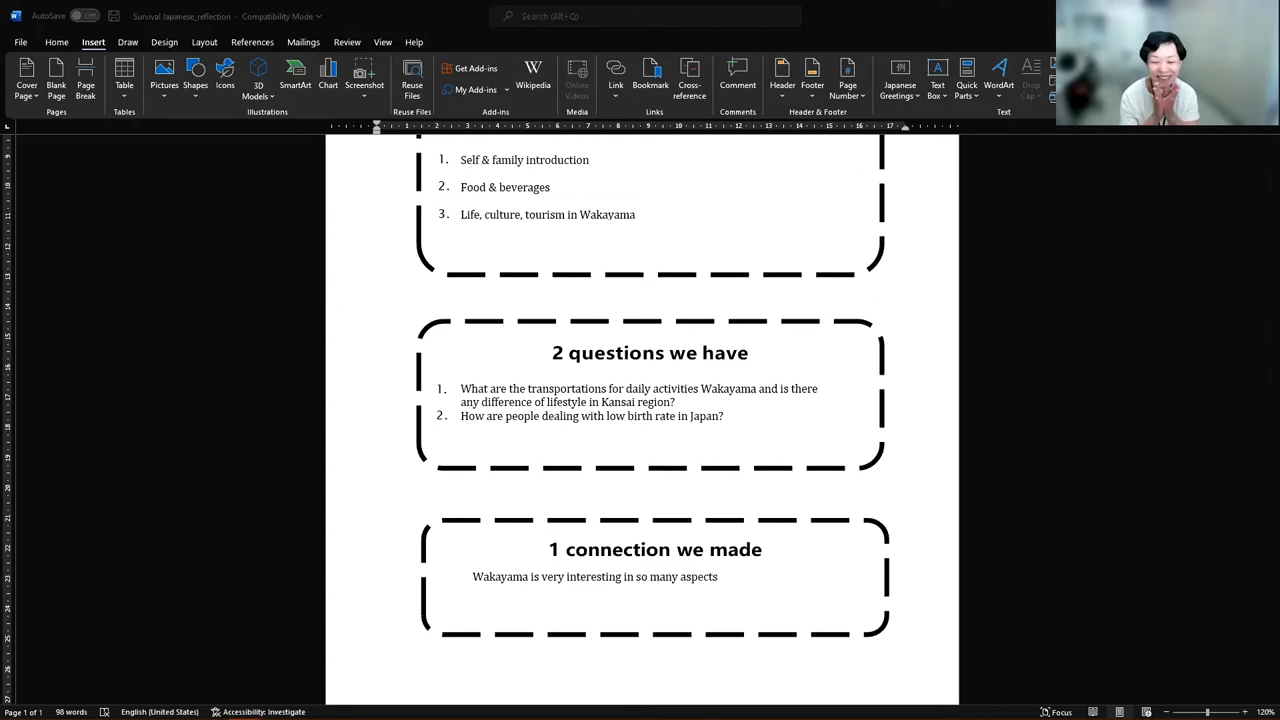 AutoSave Off Survival Japanese_reflection - Compatibility Mode Search (Alt+Q)
File Home Insert Draw Design Layout References Mailings Review View Help
Cover Page Blank Page Page Break Table Pictures Shapes Icons 3D Models SmartArt Chart Screenshot Reuse Files Get Add-ins My Add-ins Wikipedia Online Videos Link Bookmark Cross-reference Comment Header Footer Page Number Japanese Greetings Text Box Quick Parts WordArt Drop Cap
Pages Tables Illustrations Reuse Files Add-ins Media Links Comments Header & Footer Text
1. Self & family introduction
2. Food & beverages
3. Life, culture, tourism in Wakayama
2 questions we have
1. What are the transportations for daily activities Wakayama and is there
any difference of lifestyle in Kansai region?
2. How are people dealing with low birth rate in Japan?
1 connection we made
Wakayama is very interesting in so many aspects
Page 1 of 1 98 words English (United States) Accessibility: Investigate Focus 120%